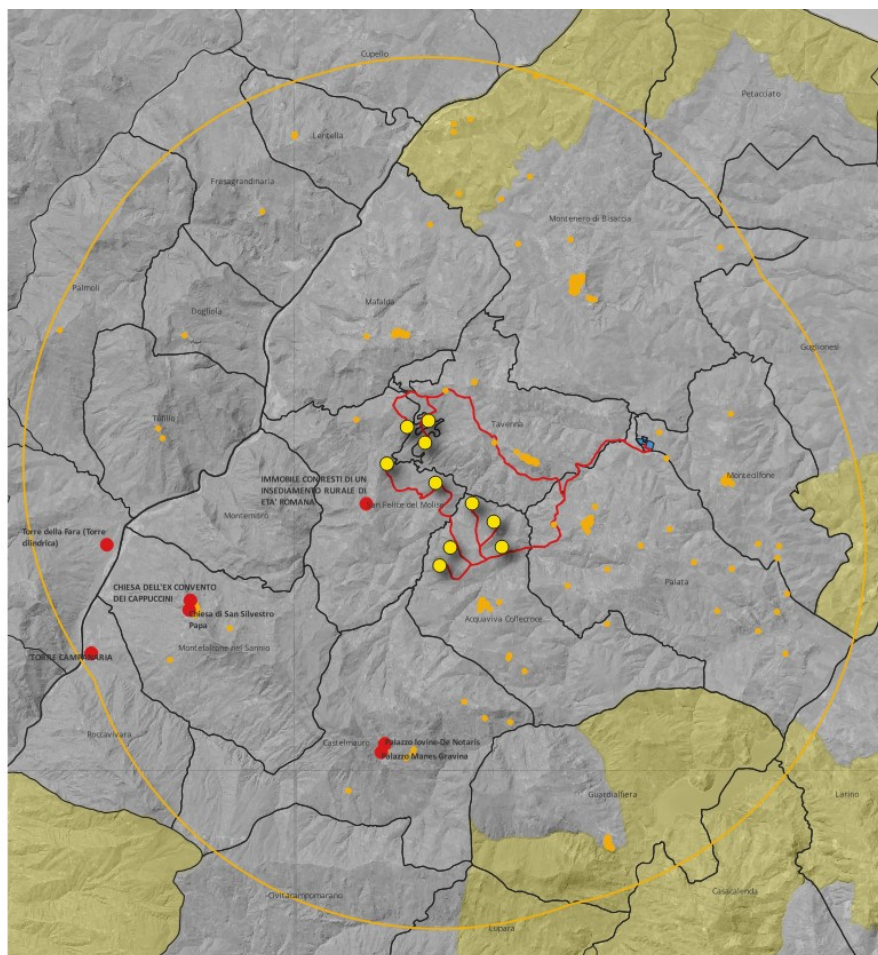 Cupello
Petacciato
Lentella
Fresagrandinaria
Montenero di Bisaccia
Palmoli
Mafalda
Dogliola
Guglionesi
Tufillo
Tavenna
Montecilfone
IMMOBILE CON RESTI DI UN
INSEDIAMENTO RURALE DI
ETA' ROMANA
San Felice del Molise
Montemitro
Torre della Fara (Torre
cilindrica)
CHIESA DELL'EX CONVENTO
DEI CAPPUCCINI
Chiesa di San Silvestro
Papa
Palata
Acquaviva Collecroce
Montefalcone nel Sannio
TORRE CAMPANARIA
Roccavivara
Castelmauro
Palazzo Iovine-De Notaris
Palazzo Manes Gravina
Guardialfiera
Larino
Casacalenda
Civitacampomarano
Lupara